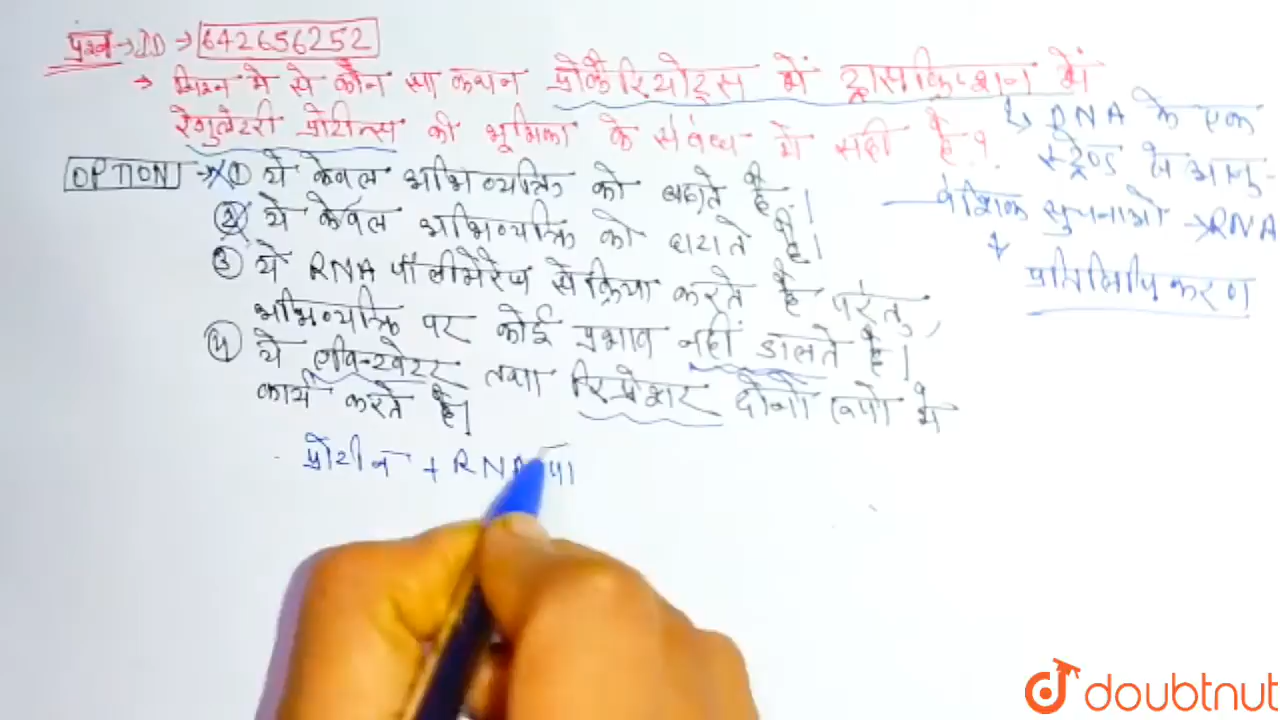 प्रश्न → ID → 642656252
→ निम्न मे से कौन सा कथन प्रोकैरियोट्स में ट्रांसक्रिप्शन में
रेगुलेटरी प्रोटीन्स की भूमिका के संबंध मे सही है ?
↳ RNA के एक
स्ट्रेण्ड से आनु-
वंशिक सूचनाओ → RNA
प्रतिलिपिकरण
OPTION → ① ये केवल अभिव्यक्ति को बढ़ाते है।
② ये केवल अभिव्यक्ति को घटाते है।
③ ये RNA पॉलीमेरेज से क्रिया करते है परंतु,
अभिव्यक्ति पर कोई प्रभाव नहीं डालते है।
④ ये एक्टिवेटर तथा रिप्रेशर दोनो रूपो मे
कार्य करते है।
प्रोटीन + RNA पा
doubtnut